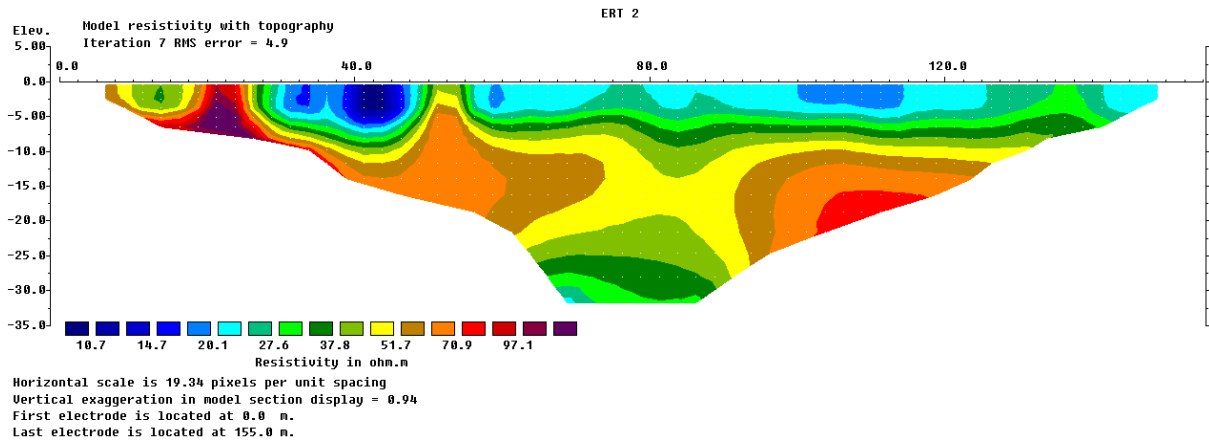 ERT 2
Model resistivity with topography
Elev.
Iteration 7 RMS error = 4.9
5.00
0.0 40.0 80.0 120.0
0.0
-5.00
-10.0
-15.0
-20.0
-25.0
-30.0
-35.0
10.7 14.7 20.1 27.6 37.8 51.7 70.9 97.1
Resistivity in ohm.m
Horizontal scale is 19.34 pixels per unit spacing
Vertical exaggeration in model section display = 0.94
First electrode is located at 0.0 m.
Last electrode is located at 155.0 m.